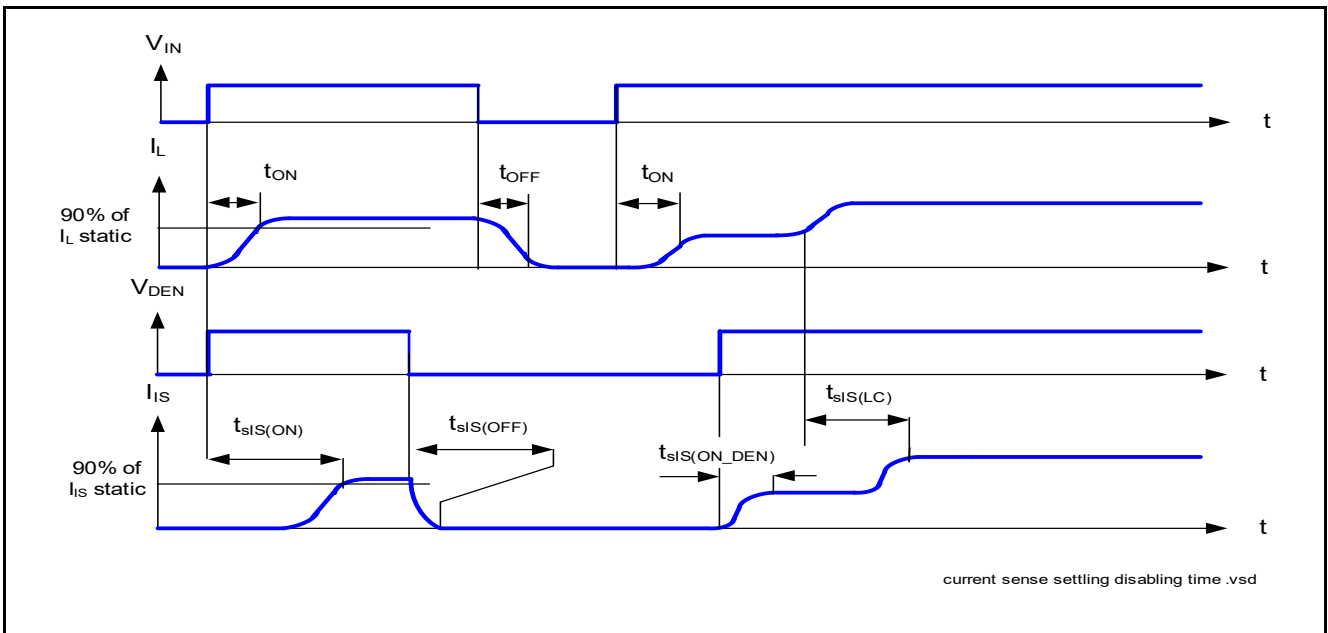 VIN
t
IL
tON
tOFF
tON
90% of
IL static
t
VDEN
t
IIS
tsIS(ON)
tsIS(OFF)
tsIS(LC)
tsIS(ON_DEN)
90% of
IIS static
t
current sense settling disabling time .vsd